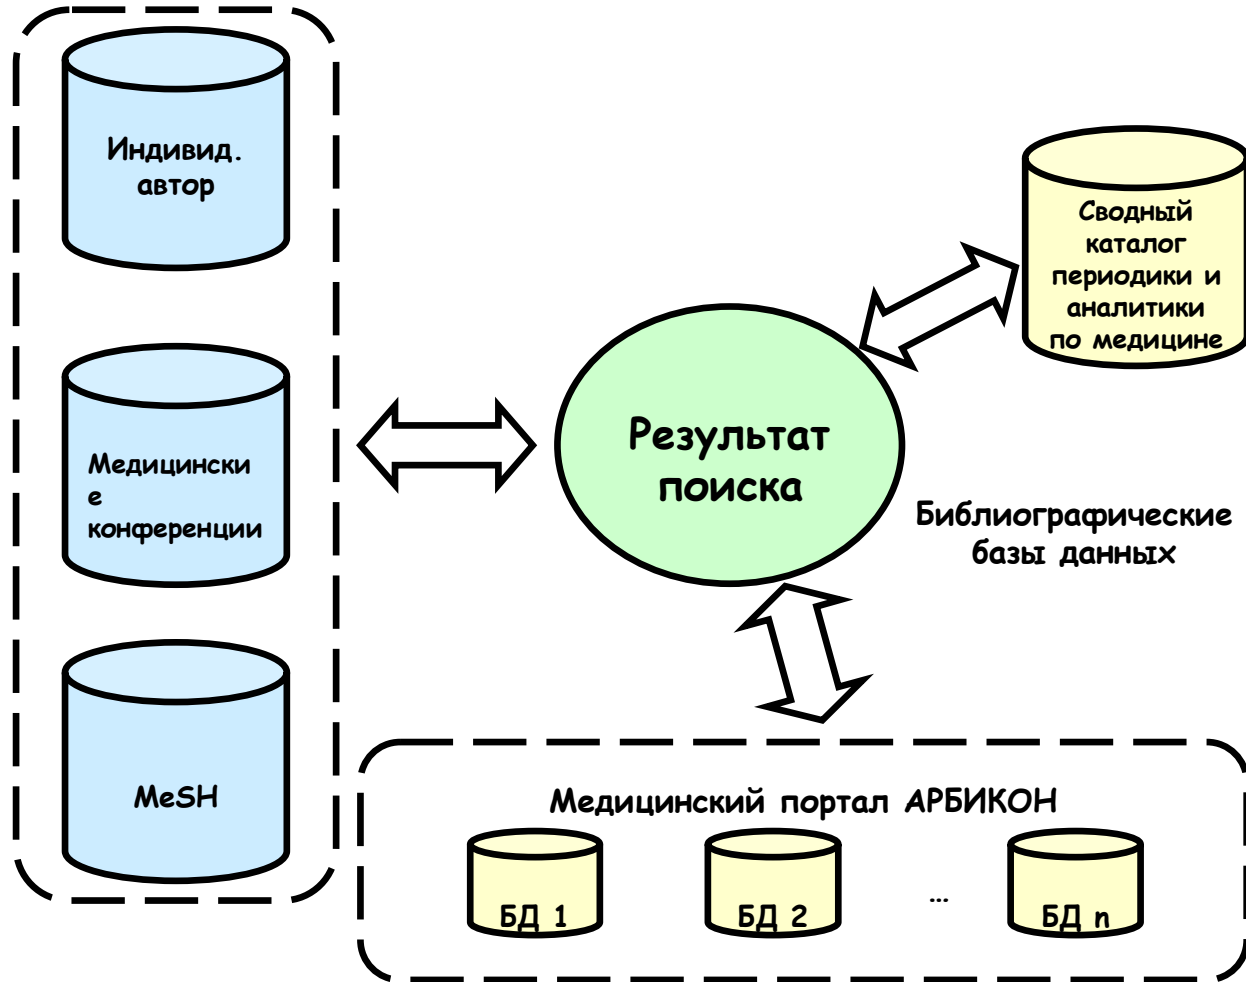 Индивид.
автор
Медицински
е
конференции
MeSH
Результат
поиска
Сводный
каталог
периодики и
аналитики
по медицине
Библиографические
базы данных
Медицинский портал АРБИКОН
БД 1
БД 2
...
БД n